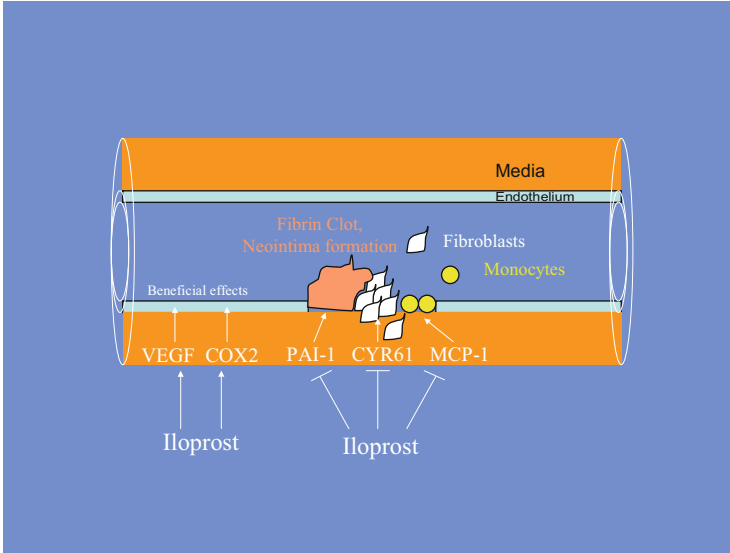 Media
Endothelium
Fibrin Clot,
Neointima formation
Fibroblasts
Monocytes
Beneficial effects
VEGF COX2 PAI-1 CYR61 MCP-1
Iloprost Iloprost